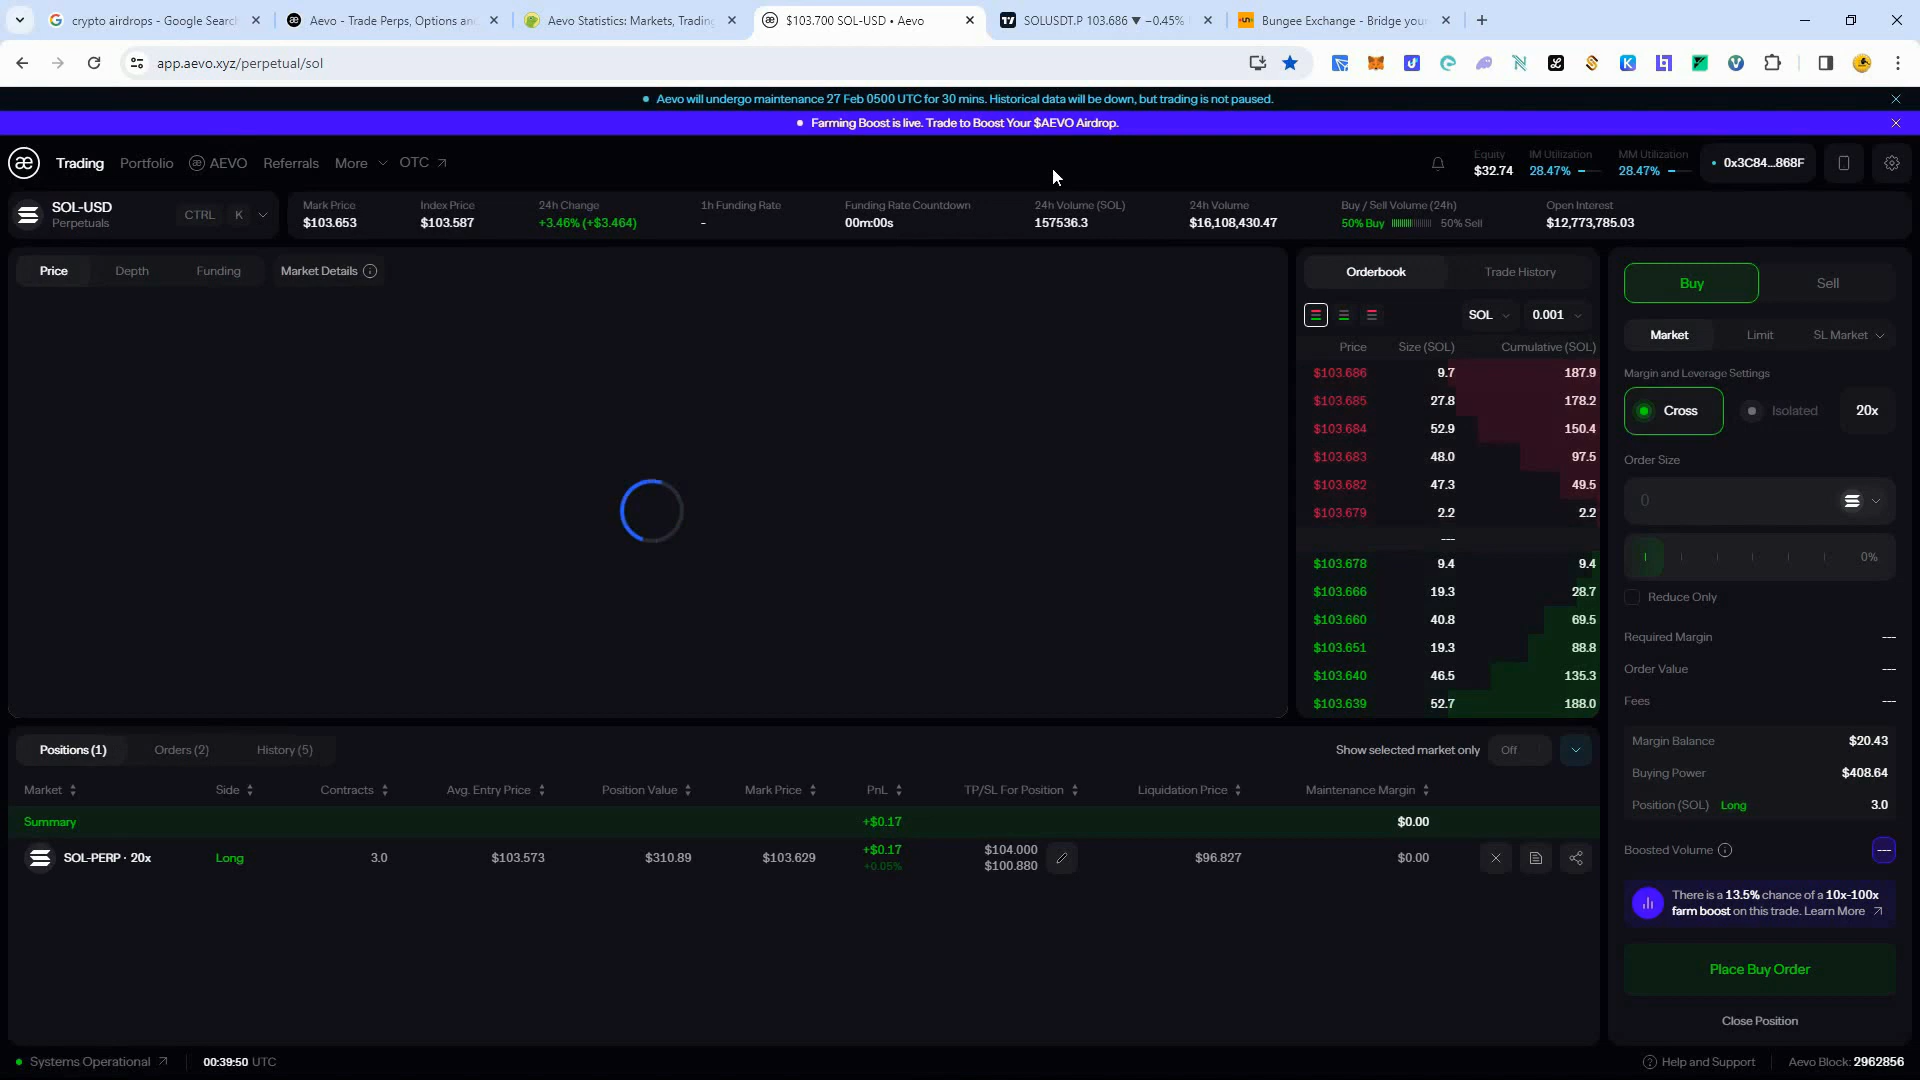 crypto airdrops - Google Search
Aevo - Trade Perps, Options and
Aevo Statistics: Markets, Trading
$103.700 SOL-USD • Aevo
SOLUSDT.P 103.686 ▼ −0.45%
Bungee Exchange - Bridge your
app.aevo.xyz/perpetual/sol
Aevo will undergo maintenance 27 Feb 0500 UTC for 30 mins. Historical data will be down, but trading is not paused.
Farming Boost is live. Trade to Boost Your $AEVO Airdrop.
Trading Portfolio AEVO Referrals More OTC
Equity $32.74
IM Utilization 28.47%
MM Utilization 28.47%
0x3C84...868F
SOL-USD
Perpetuals
CTRL K
Mark Price $103.653
Index Price $103.587
24h Change +3.46% (+$3.464)
1h Funding Rate -
Funding Rate Countdown 00m:00s
24h Volume (SOL) 157536.3
24h Volume $16,108,430.47
Buy / Sell Volume (24h) 50% Buy 50% Sell
Open Interest $12,773,785.03
Price Depth Funding Market Details
Orderbook Trade History
SOL 0.001
Price Size (SOL) Cumulative (SOL)
$103.686 9.7 187.9
$103.685 27.8 178.2
$103.684 52.9 150.4
$103.683 48.0 97.5
$103.682 47.3 49.5
$103.679 2.2 2.2
---
$103.678 9.4 9.4
$103.666 19.3 28.7
$103.660 40.8 69.5
$103.651 19.3 88.8
$103.640 46.5 135.3
$103.639 52.7 188.0
Buy Sell
Market Limit SL Market
Margin and Leverage Settings
Cross Isolated 20x
Order Size
0
0%
Reduce Only
Required Margin ---
Order Value ---
Fees ---
Margin Balance $20.43
Buying Power $408.64
Position (SOL) Long 3.0
Boosted Volume ---
There is a 13.5% chance of a 10x-100x
farm boost on this trade. Learn More
Place Buy Order
Close Position
Positions (1) Orders (2) History (5)
Show selected market only Off
Market Side Contracts Avg. Entry Price Position Value Mark Price PnL TP/SL For Position Liquidation Price Maintenance Margin
Summary +$0.17 $0.00
SOL-PERP · 20x Long 3.0 $103.573 $310.89 $103.629 +$0.17 +0.05% $104.000 $100.880 $96.827 $0.00
Systems Operational 00:39:50 UTC
Help and Support Aevo Block: 2962856